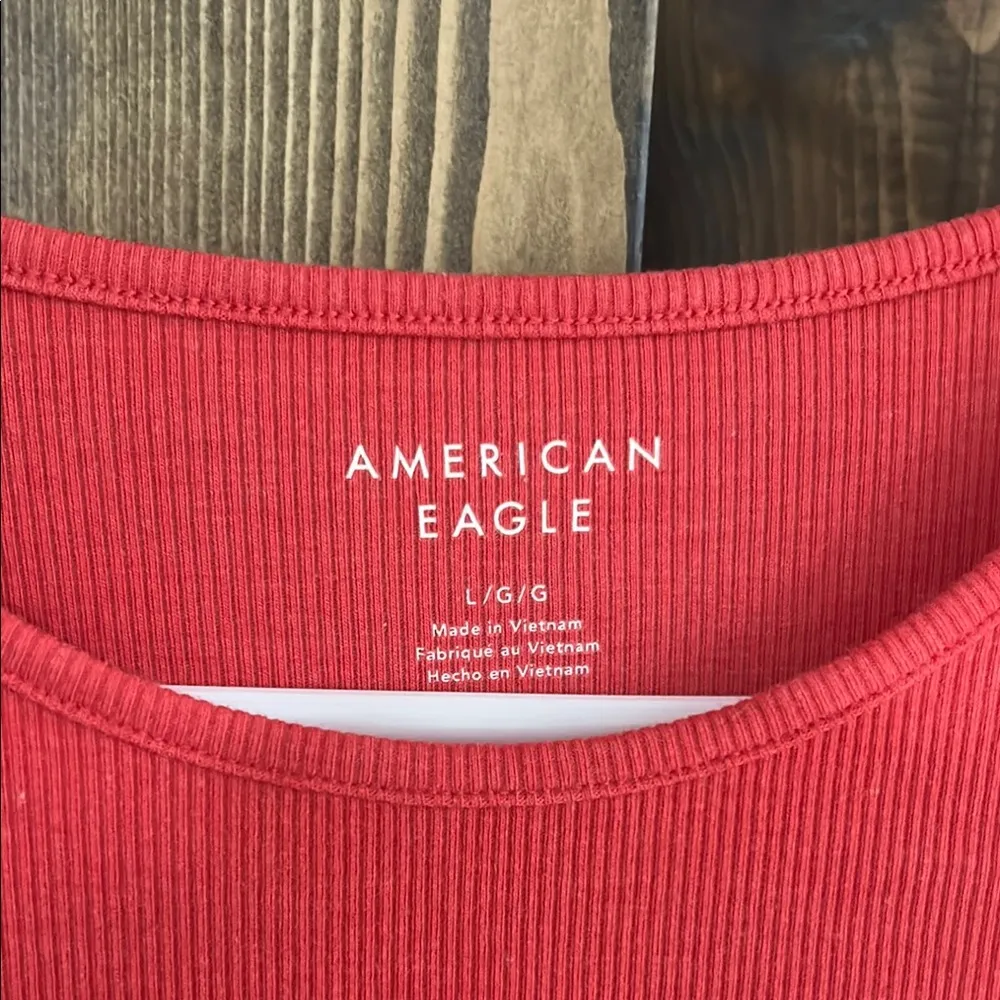 AMERICAN
EAGLE
L/G/G
Made in Vietnam
Fabriqué au Vietnam
Hecho en Vietnam